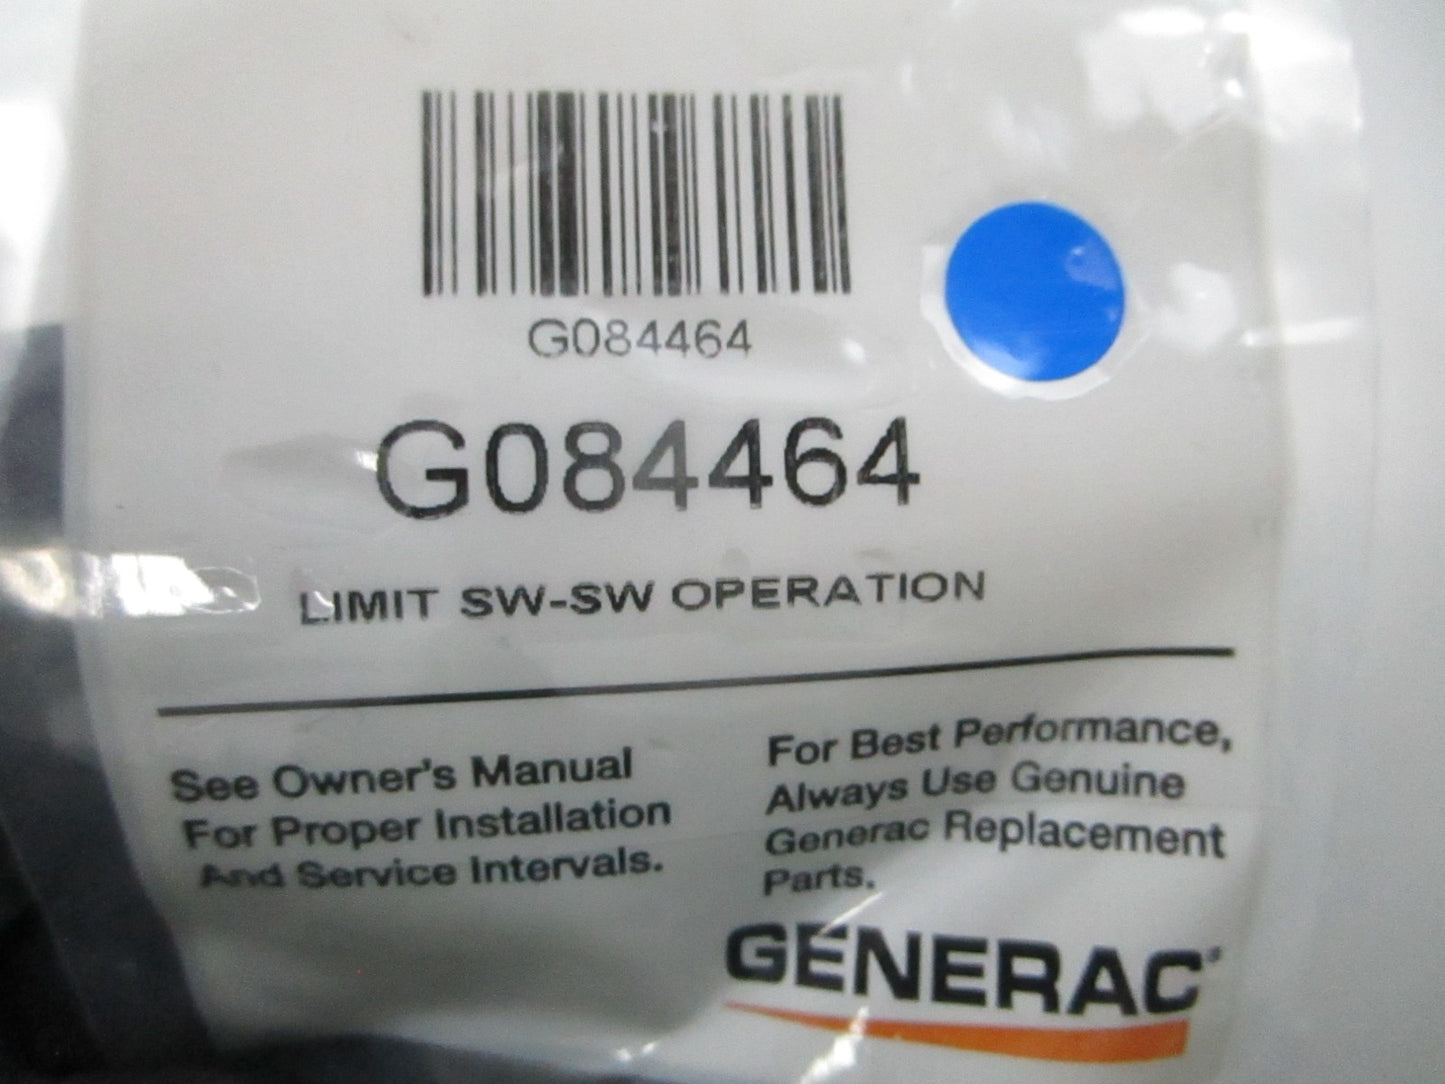 G084464
G084464
LIMIT SW-SW OPERATION
See Owner's Manual
For Proper Installation
And Service Intervals.
For Best Performance,
Always Use Genuine
Generac Replacement
Parts.
GENERAC®